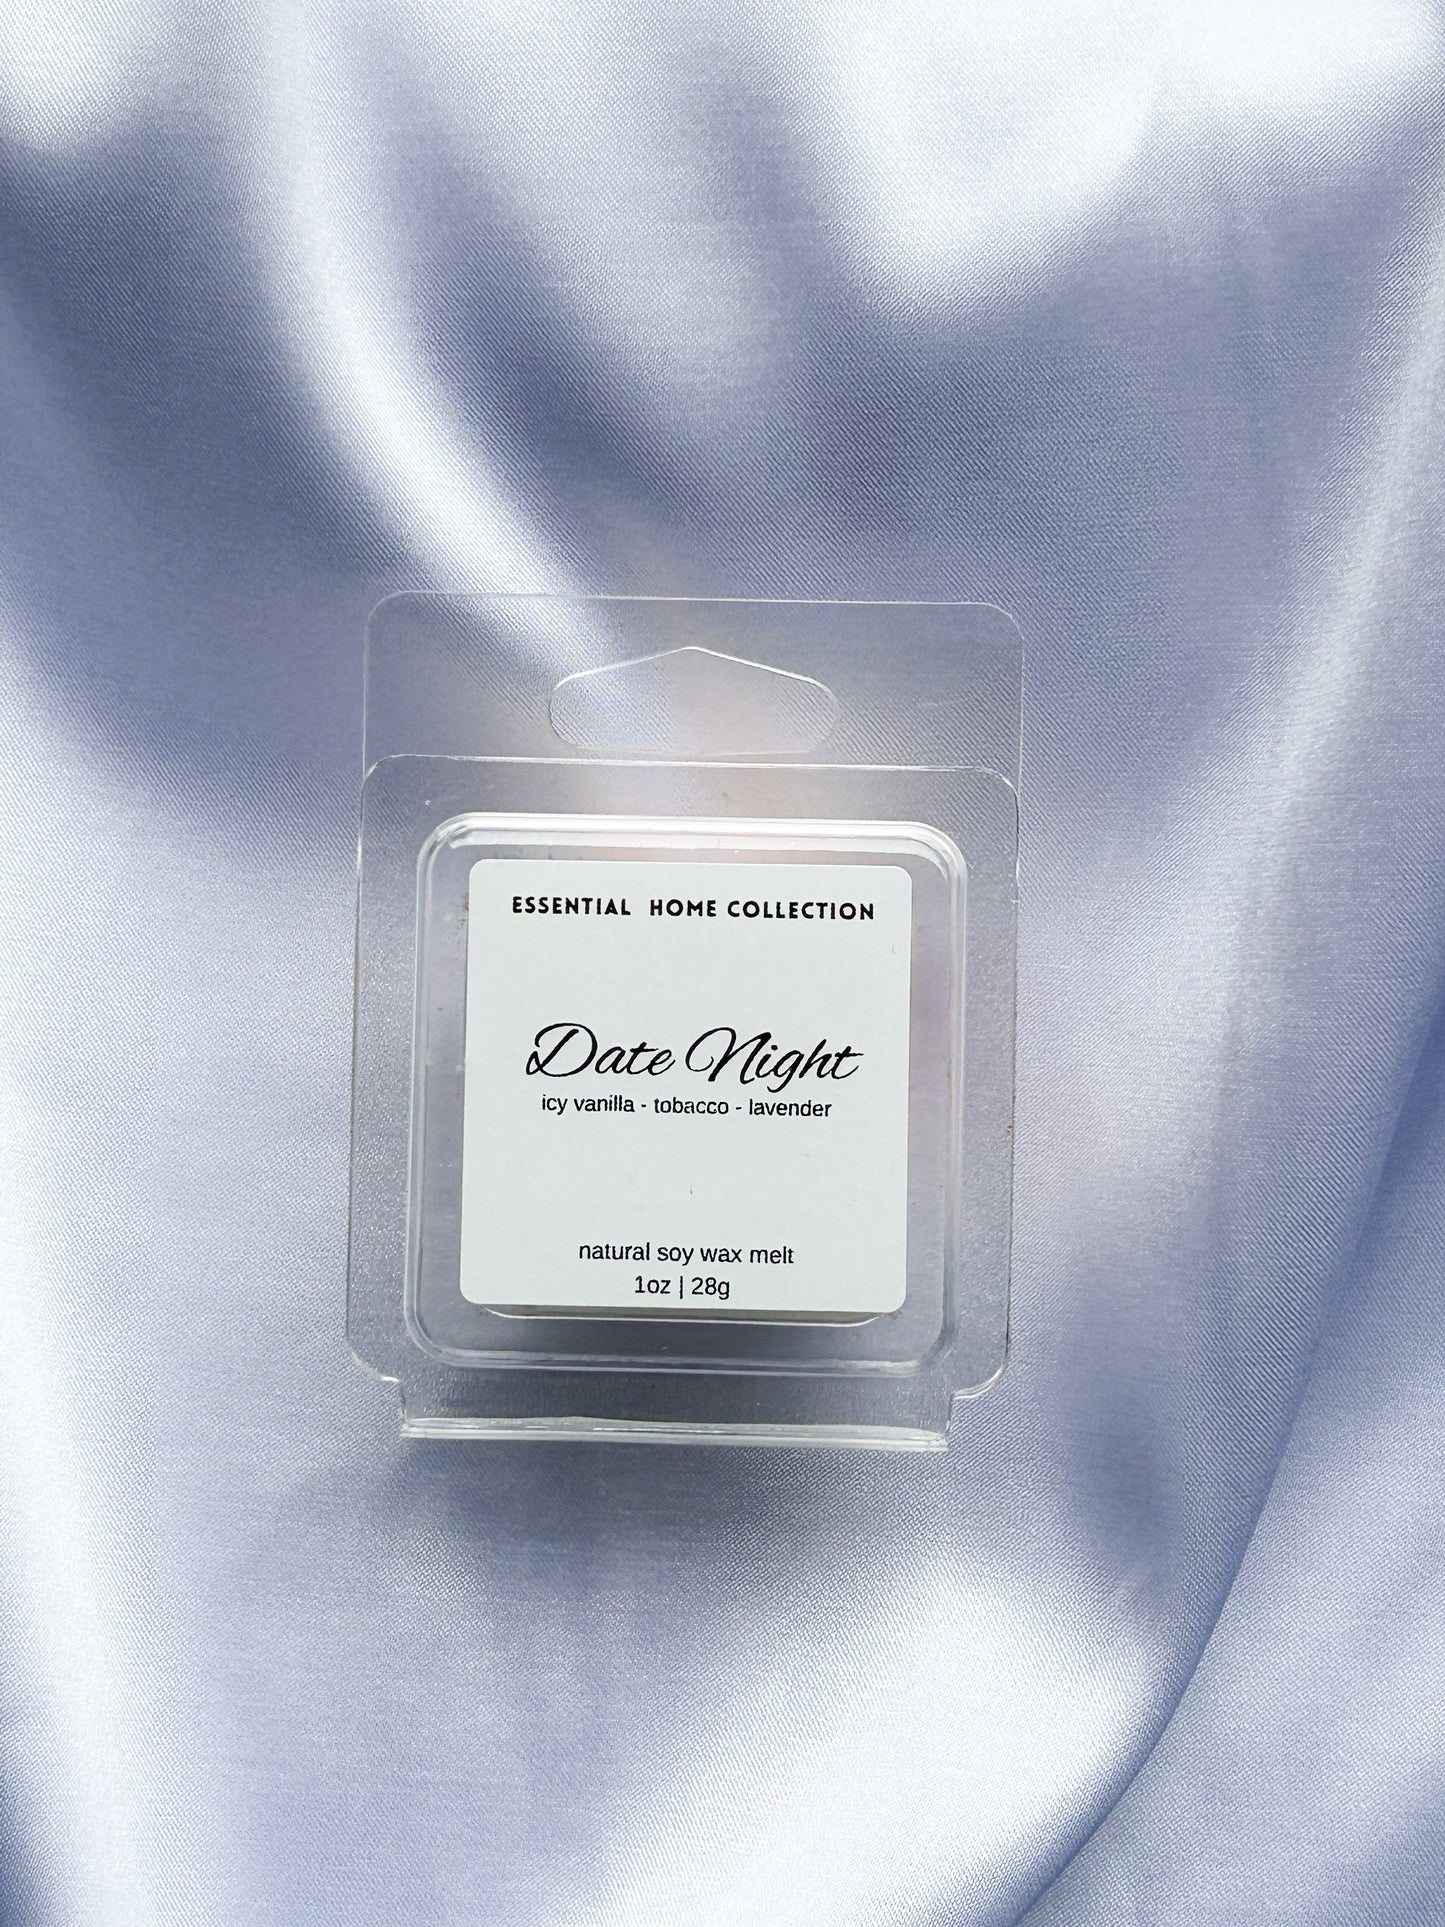 ESSENTIAL HOME COLLECTION
Date Night
icy vanilla - tobacco - lavender
natural soy wax melt
1oz | 28g